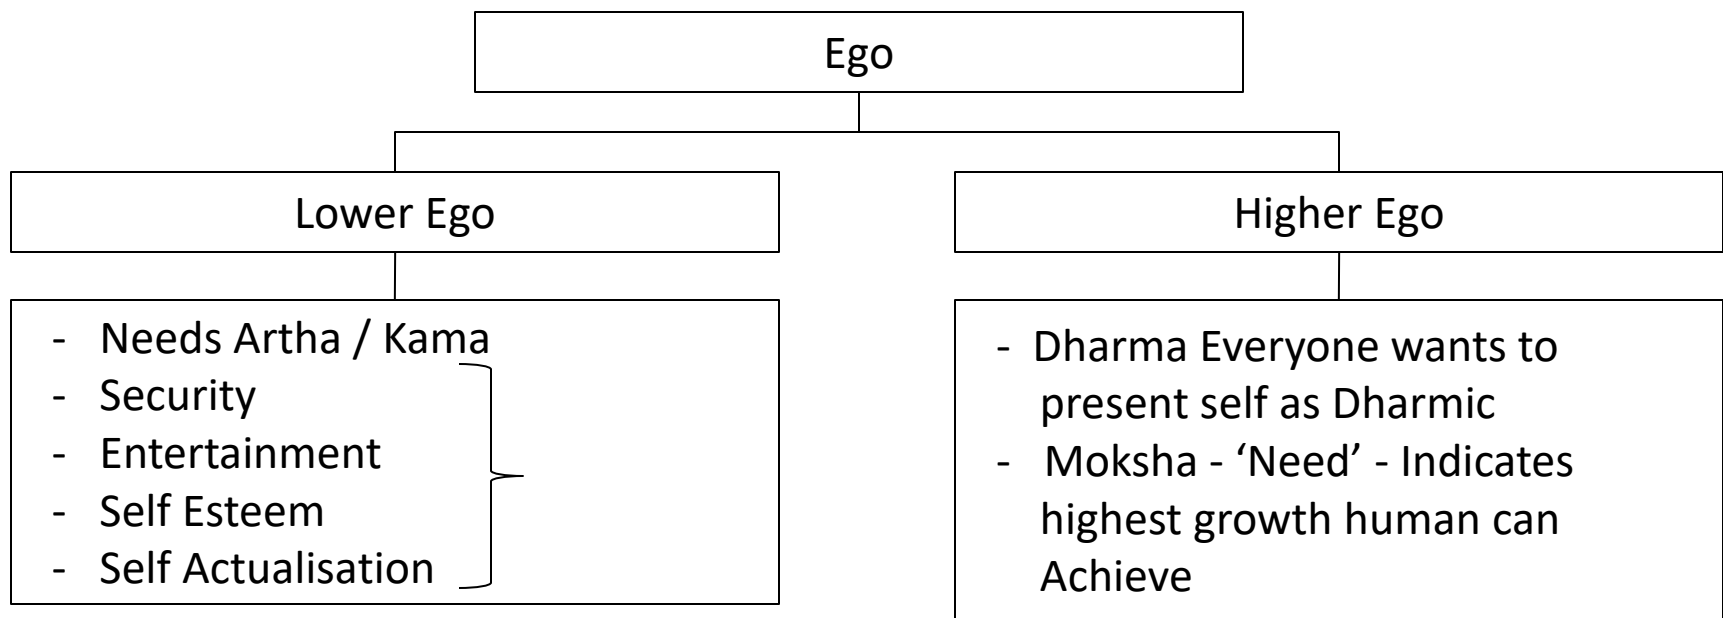 Ego
Lower Ego
Higher Ego
- Needs Artha / Kama
- Security
- Entertainment
- Self Esteem
- Self Actualisation
- Dharma Everyone wants to
present self as Dharmic
- Moksha - ‘Need’ - Indicates
highest growth human can
Achieve